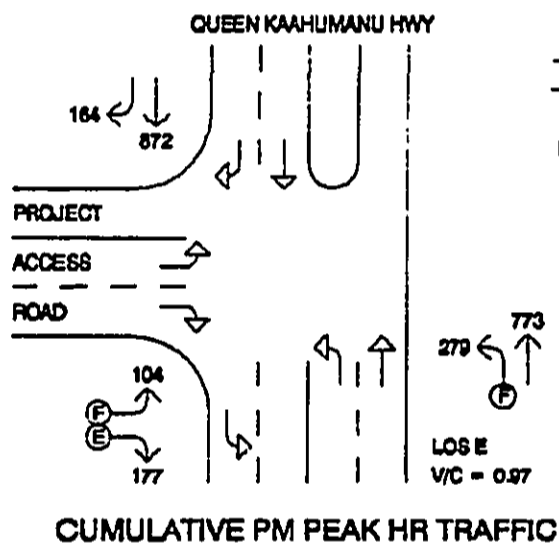 QUEEN KAAHUMANU HWY
164
872
PROJECT
ACCESS
ROAD
773
279
F
104
F
E
177
LOS E
V/C = 0.97
CUMULATIVE PM PEAK HR TRAFFIC